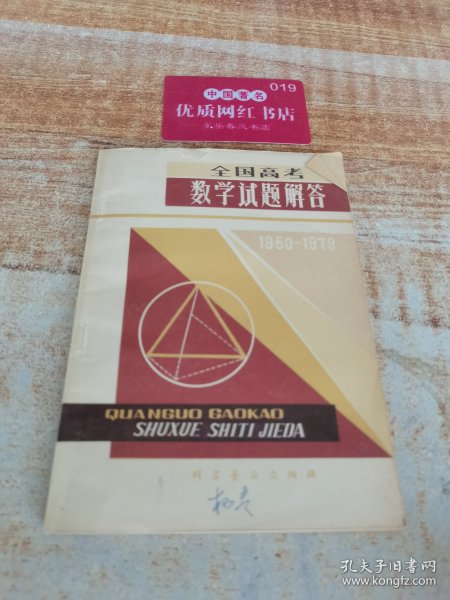 019
中国著名
优质网红书店
全国高考
数学试题解答
1950-1979
QUANGUO GAOKAO
SHUXUE SHITI JIEDA
孔夫子旧书网
www.kongfz.com